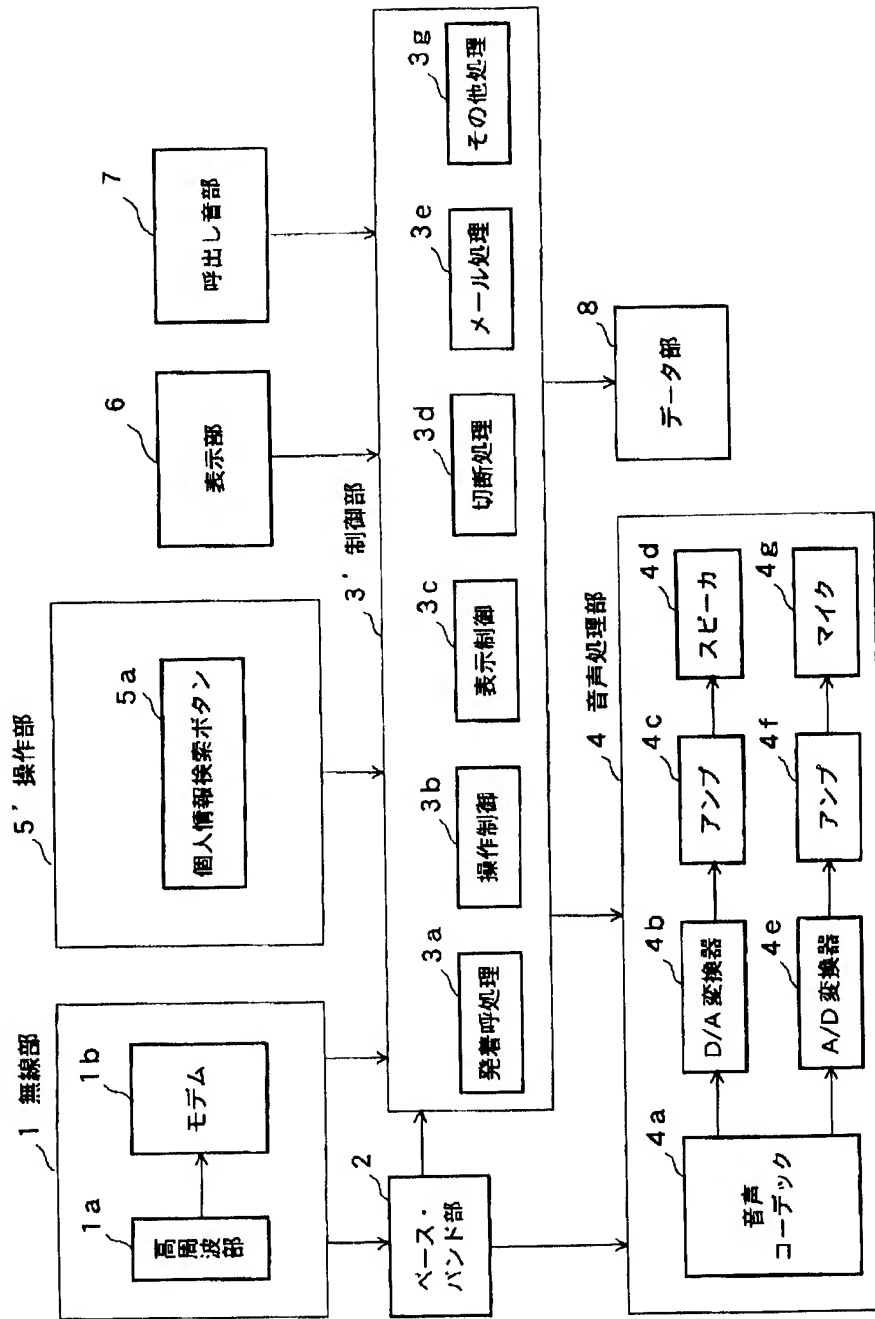 1 無線部
1a
高周波部
1b
モデム
5' 操作部
5a
個人情報検索ボタン
6
表示部
7
呼出し音部
2
ベース・
バンド部
3' 制御部
3a
発着呼処理
3b
操作制御
3c
表示制御
3d
切断処理
3e
メール処理
3g
その他処理
4 音声処理部
4a
音声
コーデック
4b
D/A変換器
4c
アンプ
4d
スピーカ
4e
A/D変換器
4f
アンプ
4g
マイク
8
データ部